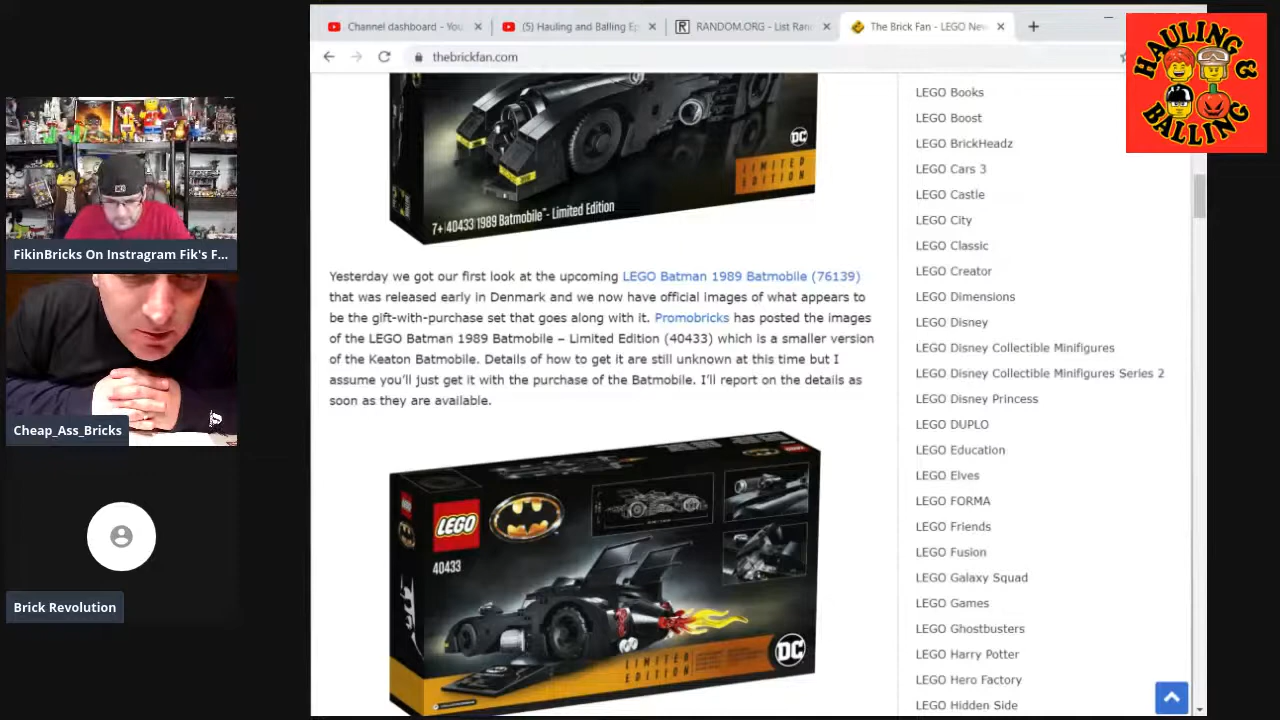 Channel dashboard - You
(5) Hauling and Balling Ep
RANDOM.ORG - List Ran
The Brick Fan - LEGO New
thebrickfan.com
HAULING &
BALLING
FikinBricks On Instragram Fik's F...
Cheap_Ass_Bricks
Brick Revolution
DC
LIMITED
EDITION
7+ 40433 1989 Batmobile™- Limited Edition
Yesterday we got our first look at the upcoming LEGO Batman 1989 Batmobile (76139)
that was released early in Denmark and we now have official images of what appears to
be the gift-with-purchase set that goes along with it. Promobricks has posted the images
of the LEGO Batman 1989 Batmobile – Limited Edition (40433) which is a smaller version
of the Keaton Batmobile. Details of how to get it are still unknown at this time but I
assume you'll just get it with the purchase of the Batmobile. I'll report on the details as
soon as they are available.
LEGO
40433
LIMITED
EDITION
DC
LEGO Books
LEGO Boost
LEGO BrickHeadz
LEGO Cars 3
LEGO Castle
LEGO City
LEGO Classic
LEGO Creator
LEGO Dimensions
LEGO Disney
LEGO Disney Collectible Minifigures
LEGO Disney Collectible Minifigures Series 2
LEGO Disney Princess
LEGO DUPLO
LEGO Education
LEGO Elves
LEGO FORMA
LEGO Friends
LEGO Fusion
LEGO Galaxy Squad
LEGO Games
LEGO Ghostbusters
LEGO Harry Potter
LEGO Hero Factory
LEGO Hidden Side